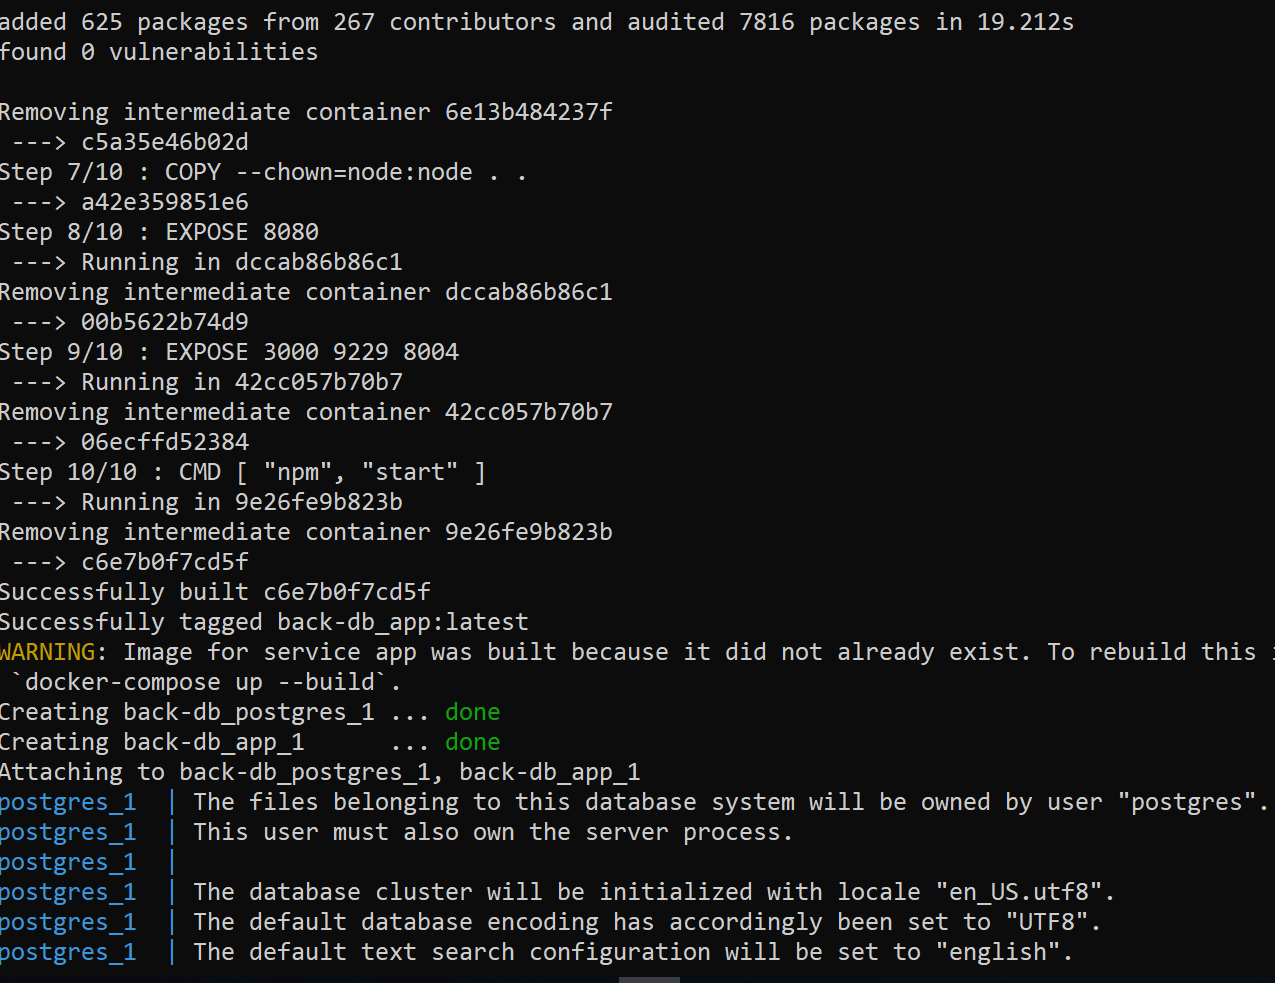 added 625 packages from 267 contributors and audited 7816 packages in 19.212s
found 0 vulnerabilities
Removing intermediate container 6e13b484237f
---> c5a35e46b02d
Step 7/10 : COPY --chown=node:node . .
---> a42e359851e6
Step 8/10 : EXPOSE 8080
---> Running in dccab86b86c1
Removing intermediate container dccab86b86c1
---> 00b5622b74d9
Step 9/10 : EXPOSE 3000 9229 8004
---> Running in 42cc057b70b7
Removing intermediate container 42cc057b70b7
---> 06ecffd52384
Step 10/10 : CMD [ "npm", "start" ]
---> Running in 9e26fe9b823b
Removing intermediate container 9e26fe9b823b
---> c6e7b0f7cd5f
Successfully built c6e7b0f7cd5f
Successfully tagged back-db_app:latest
WARNING: Image for service app was built because it did not already exist. To rebuild this
`docker-compose up --build`.
Creating back-db_postgres_1 ... done
Creating back-db_app_1 ... done
Attaching to back-db_postgres_1, back-db_app_1
postgres_1 | The files belonging to this database system will be owned by user "postgres".
postgres_1 | This user must also own the server process.
postgres_1 |
postgres_1 | The database cluster will be initialized with locale "en_US.utf8".
postgres_1 | The default database encoding has accordingly been set to "UTF8".
postgres_1 | The default text search configuration will be set to "english".